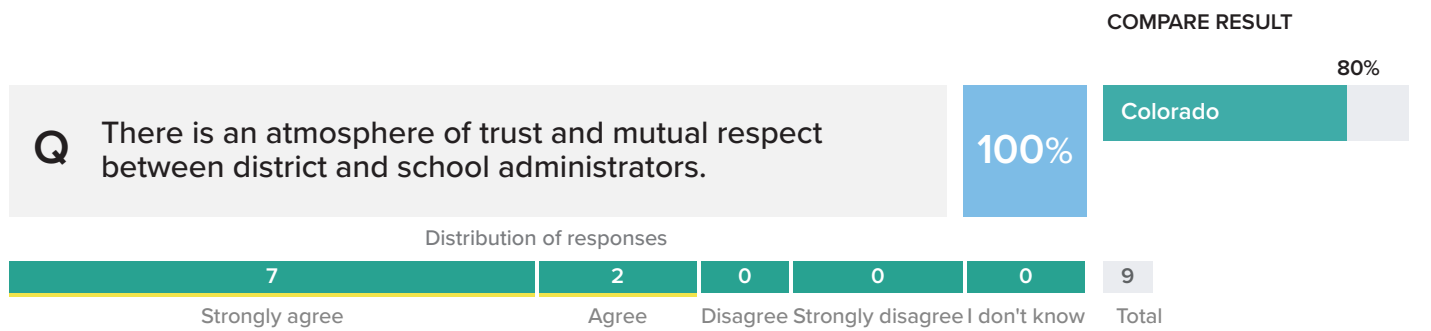 COMPARE RESULT
80%
Q
There is an atmosphere of trust and mutual respect
between district and school administrators.
100%
Colorado
Distribution of responses
7 2 0 0 0 9
Strongly agree Agree Disagree Strongly disagree I don't know Total